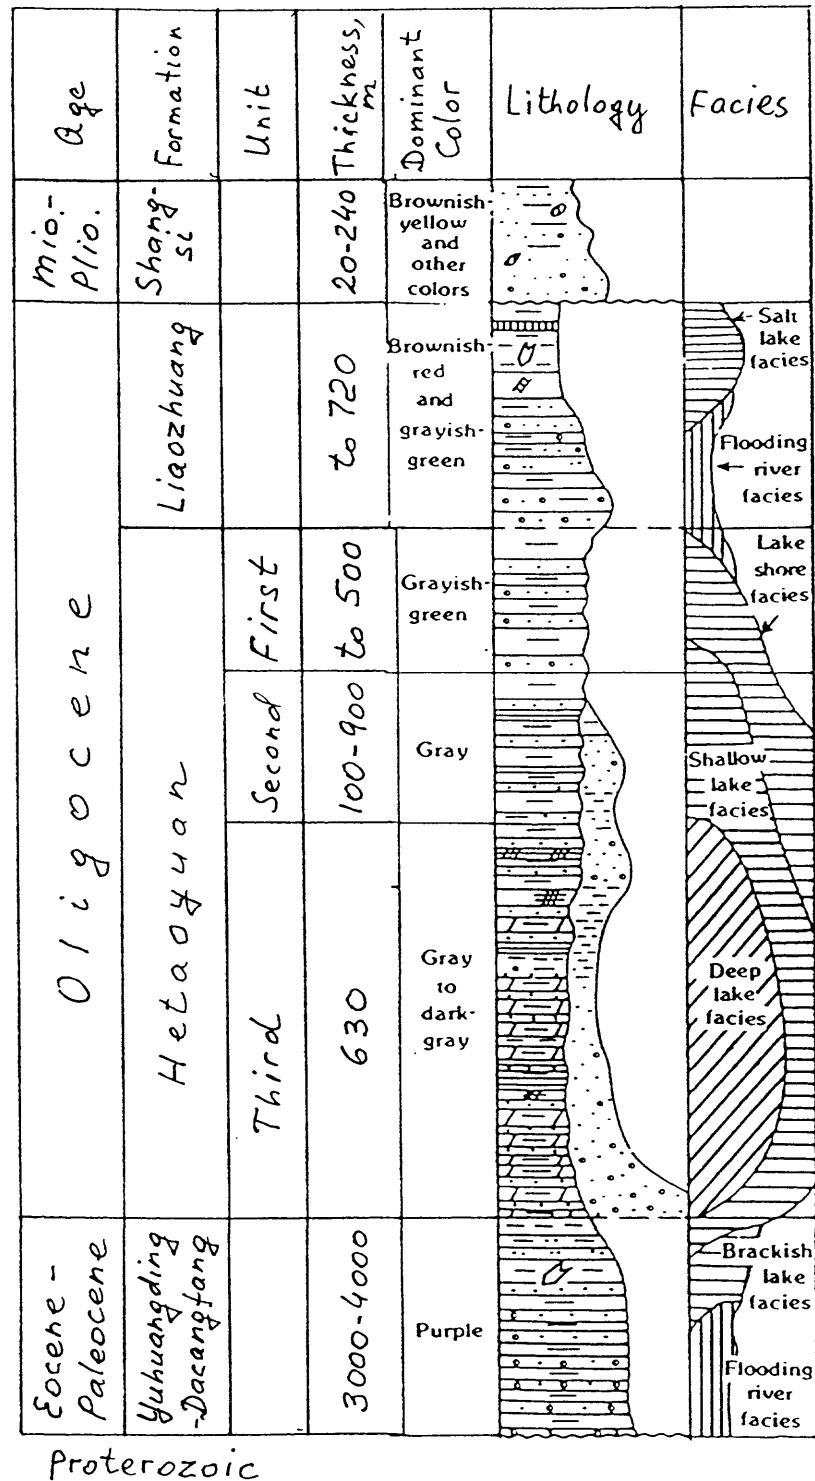 Age
Formation
Unit
Thickness,
m
Dominant
Color
Lithology
Facies
Mio.-
Plio.
Shang-
si
20-240
Brownish-
yellow
and
other
colors
Liaozhuang
to 720
Brownish-
red
and
grayish-
green
Salt
lake
facies
Flooding
river
facies
Oligocene
Hetaoyuan
First
to 500
Grayish-
green
Lake
shore
facies
Second
100-900
Gray
Shallow
lake
facies
Third
630
Gray
to
dark-
gray
Deep
lake
facies
Eocene -
Paleocene
Yuhuangding
-Dacangfang
3000-4000
Purple
Brackish
lake
facies
Flooding
river
facies
Proterozoic